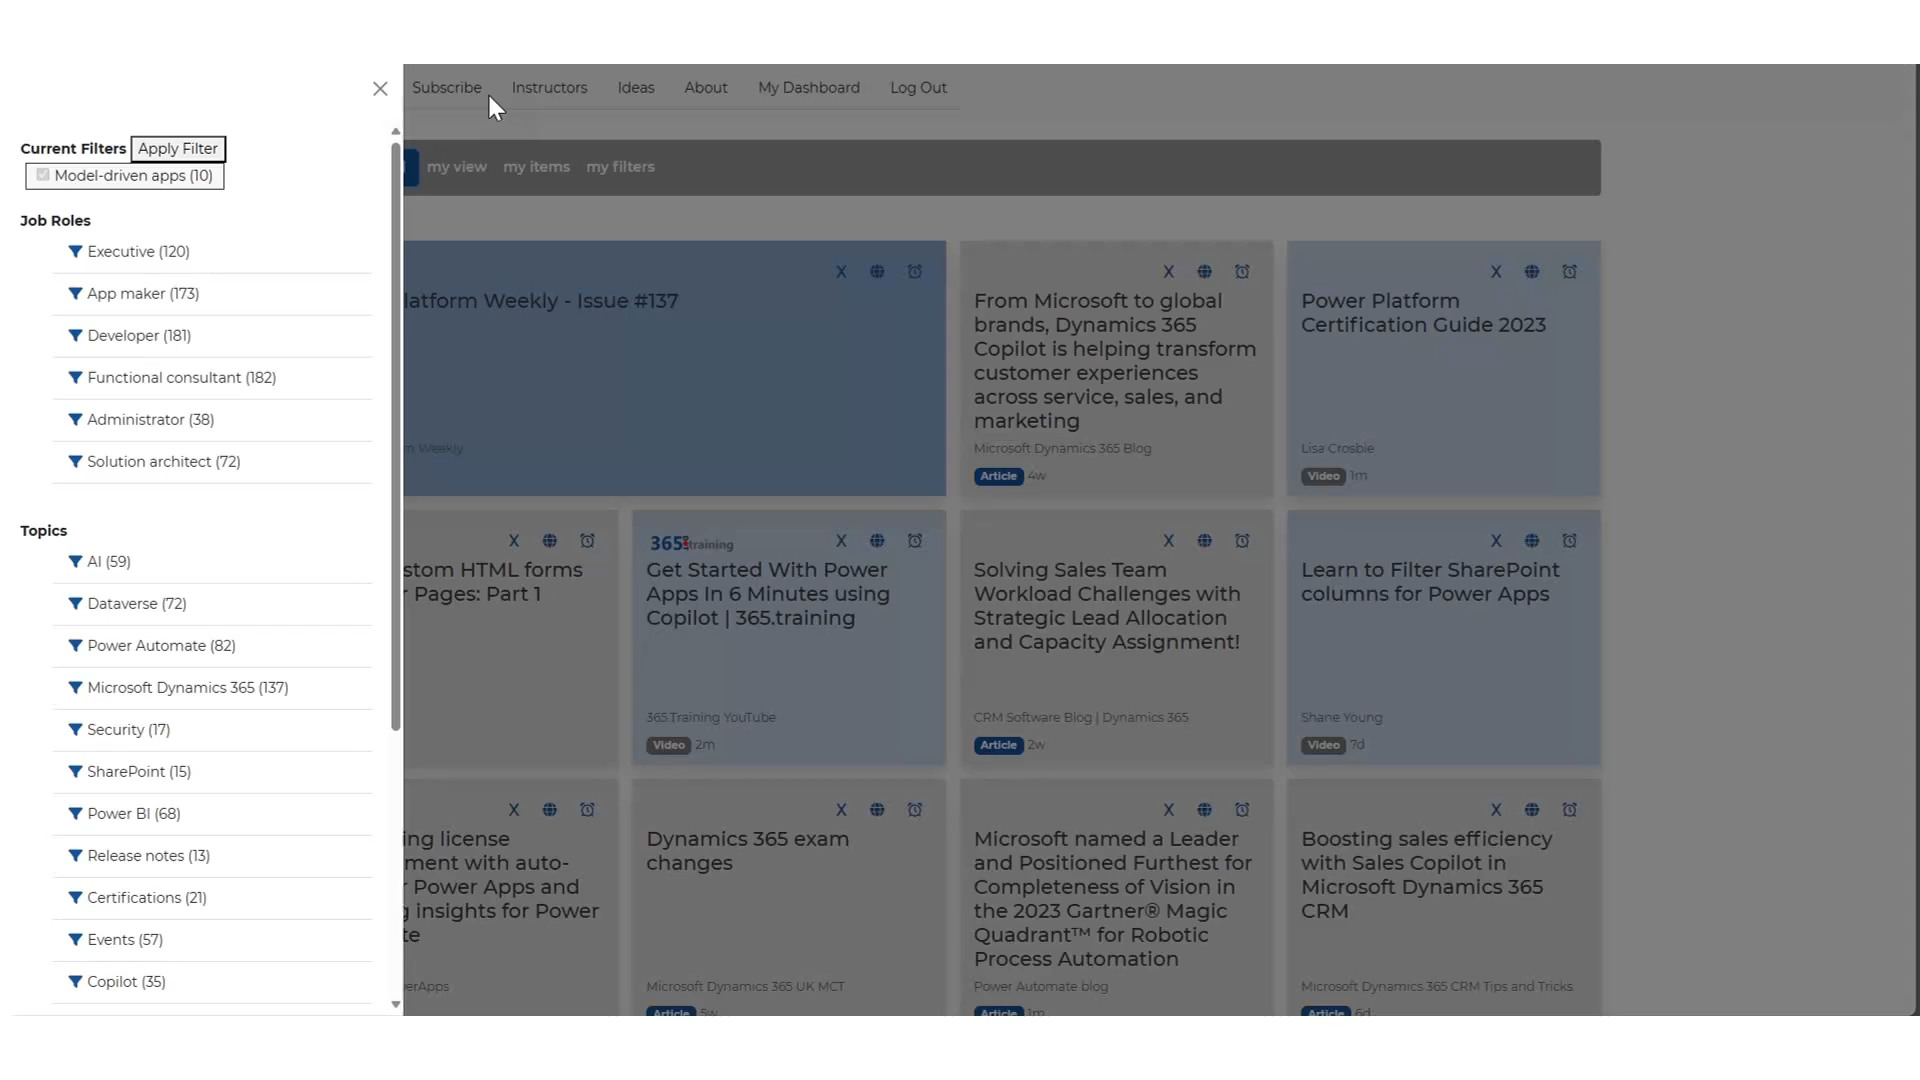 Subscribe Instructors Ideas About My Dashboard Log Out
Current Filters Apply Filter
Model-driven apps (10)
Job Roles
Executive (120)
App maker (173)
Developer (181)
Functional consultant (182)
Administrator (38)
Solution architect (72)
Topics
AI (59)
Dataverse (72)
Power Automate (82)
Microsoft Dynamics 365 (137)
Security (17)
SharePoint (15)
Power BI (68)
Release notes (13)
Certifications (21)
Events (57)
Copilot (35)
my view my items my filters
latform Weekly - Issue #137
m Weekly
X
From Microsoft to global
brands, Dynamics 365
Copilot is helping transform
customer experiences
across service, sales, and
marketing
Microsoft Dynamics 365 Blog
Article 4w
X
Power Platform
Certification Guide 2023
Lisa Crosbie
Video 1m
X
stom HTML forms
r Pages: Part 1
X
365.training
Get Started With Power
Apps In 6 Minutes using
Copilot | 365.training
365.Training YouTube
Video 2m
X
Solving Sales Team
Workload Challenges with
Strategic Lead Allocation
and Capacity Assignment!
CRM Software Blog | Dynamics 365
Article 2w
X
Learn to Filter SharePoint
columns for Power Apps
Shane Young
Video 7d
X
ing license
ment with auto-
r Power Apps and
g insights for Power
te
erApps
X
Dynamics 365 exam
changes
Microsoft Dynamics 365 UK MCT
Article 5w
X
Microsoft named a Leader
and Positioned Furthest for
Completeness of Vision in
the 2023 Gartner® Magic
Quadrant™ for Robotic
Process Automation
Power Automate blog
Article 1m
X
Boosting sales efficiency
with Sales Copilot in
Microsoft Dynamics 365
CRM
Microsoft Dynamics 365 CRM Tips and Tricks
Article 6d